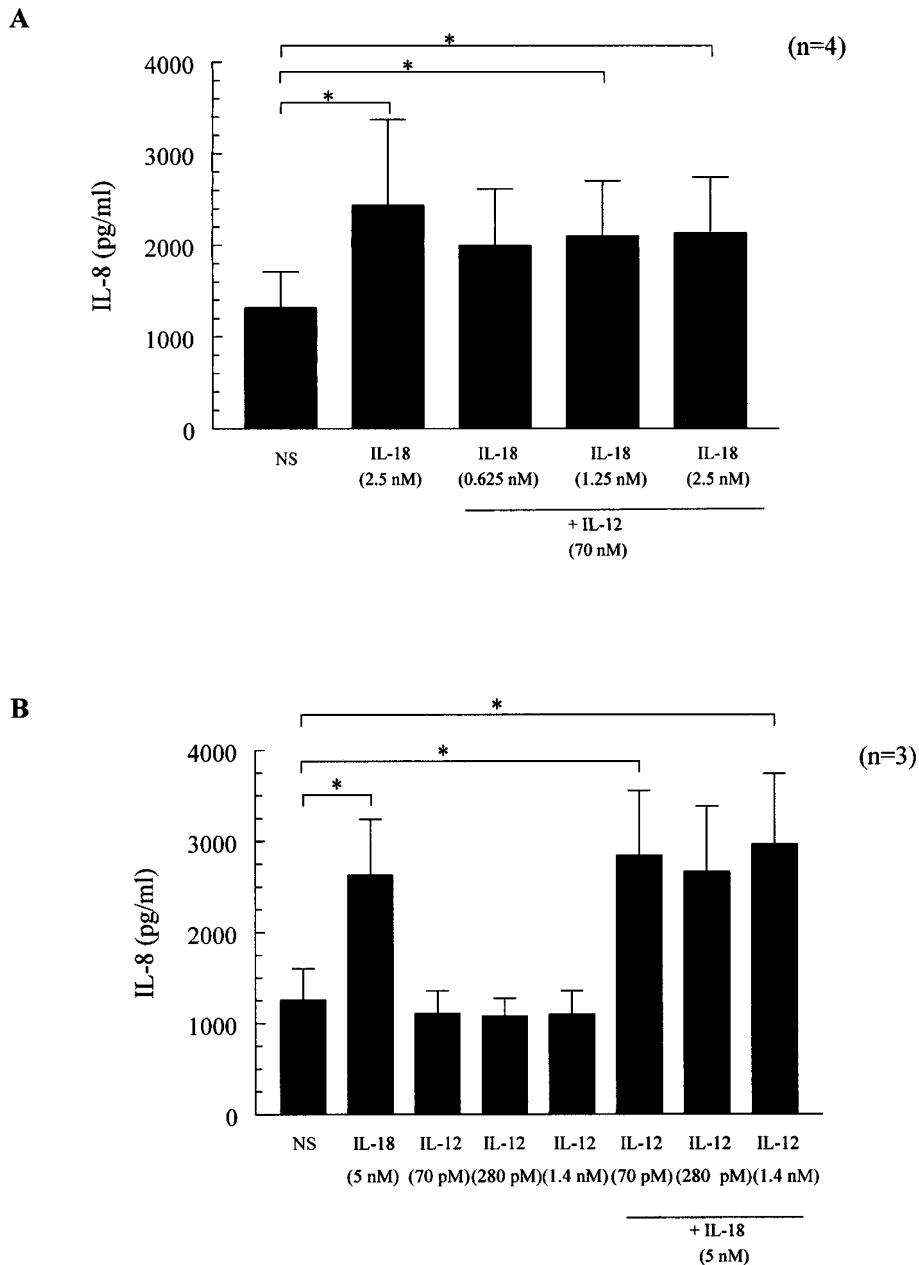 A
(n=4)
*
*
*
4000
3000
2000
1000
0
IL-8 (pg/ml)
NS IL-18 IL-18 IL-18 IL-18
(2.5 nM) (0.625 nM) (1.25 nM) (2.5 nM)
+ IL-12
(70 nM)
B
(n=3)
*
*
*
4000
3000
2000
1000
0
IL-8 (pg/ml)
NS IL-18 IL-12 IL-12 IL-12 IL-12 IL-12 IL-12
(5 nM) (70 pM) (280 pM) (1.4 nM) (70 pM) (280 pM) (1.4 nM)
+ IL-18
(5 nM)